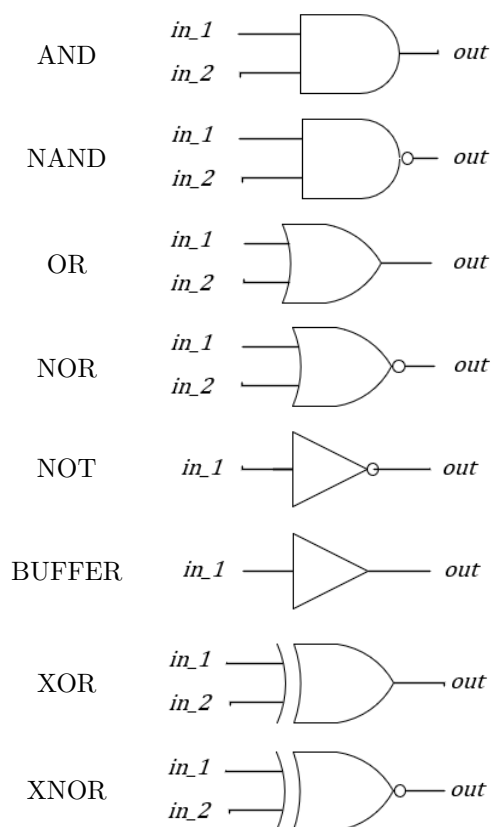 in_1
AND
out
in_2
in_1
NAND
out
in_2
in_1
OR
out
in_2
in_1
NOR
out
in_2
NOT
in_1
out
BUFFER
in_1
out
in_1
XOR
out
in_2
in_1
XNOR
out
in_2